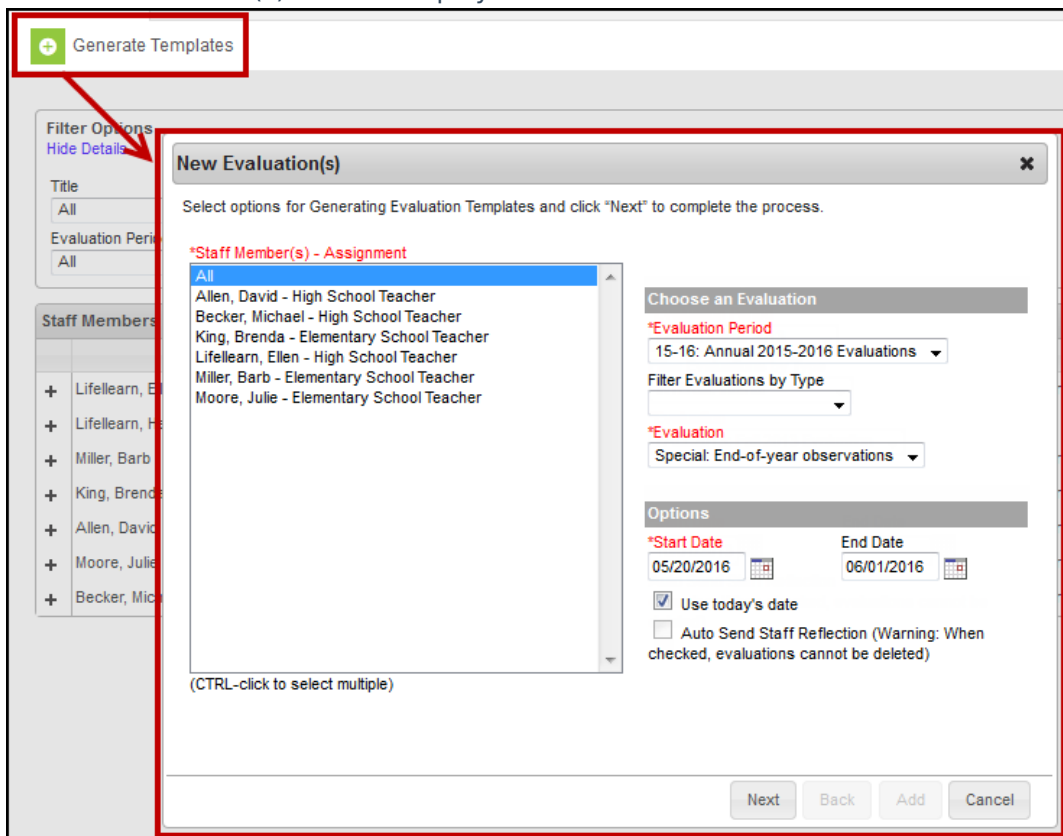 Generate Templates
Filter Options
Hide Details
Title
All
Evaluation Period
All
Staff Members
Lifellearn, E
Lifellearn, H
Miller, Barb
King, Brenda
Allen, David
Moore, Julie
Becker, Mic
New Evaluation(s)
Select options for Generating Evaluation Templates and click “Next” to complete the process.
*Staff Member(s) - Assignment
All
Allen, David - High School Teacher
Becker, Michael - High School Teacher
King, Brenda - Elementary School Teacher
Lifellearn, Ellen - High School Teacher
Miller, Barb - Elementary School Teacher
Moore, Julie - Elementary School Teacher
(CTRL-click to select multiple)
Choose an Evaluation
*Evaluation Period
15-16: Annual 2015-2016 Evaluations
Filter Evaluations by Type
*Evaluation
Special: End-of-year observations
Options
*Start Date End Date
05/20/2016 06/01/2016
Use today's date
Auto Send Staff Reflection (Warning: When
checked, evaluations cannot be deleted)
Next Back Add Cancel